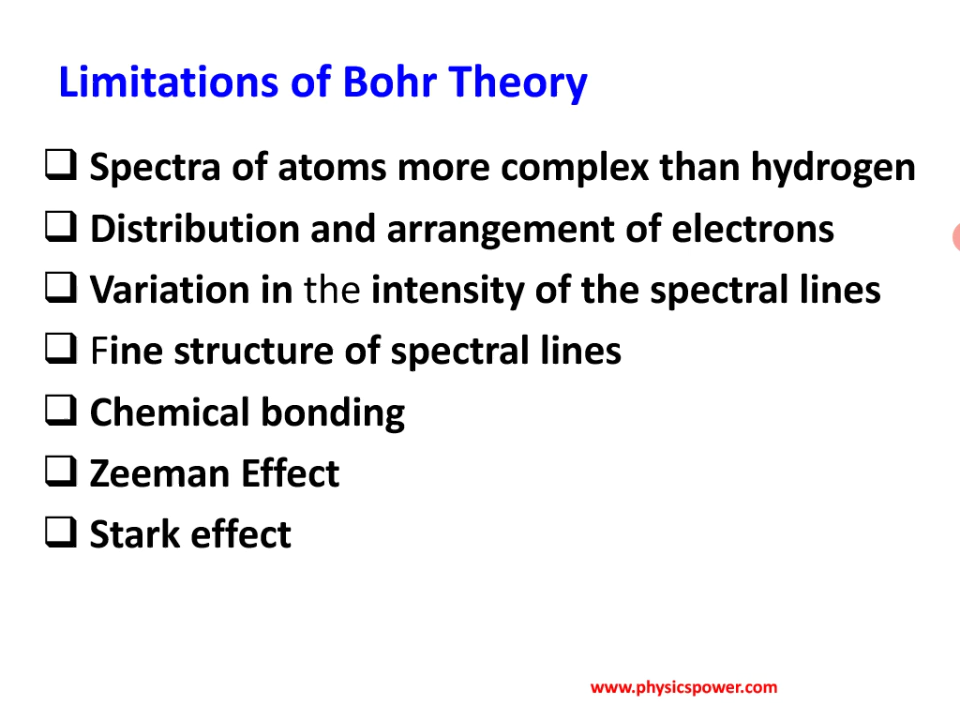 Limitations of Bohr Theory
Spectra of atoms more complex than hydrogen
Distribution and arrangement of electrons
Variation in the intensity of the spectral lines
Fine structure of spectral lines
Chemical bonding
Zeeman Effect
Stark effect
www.physicspower.com